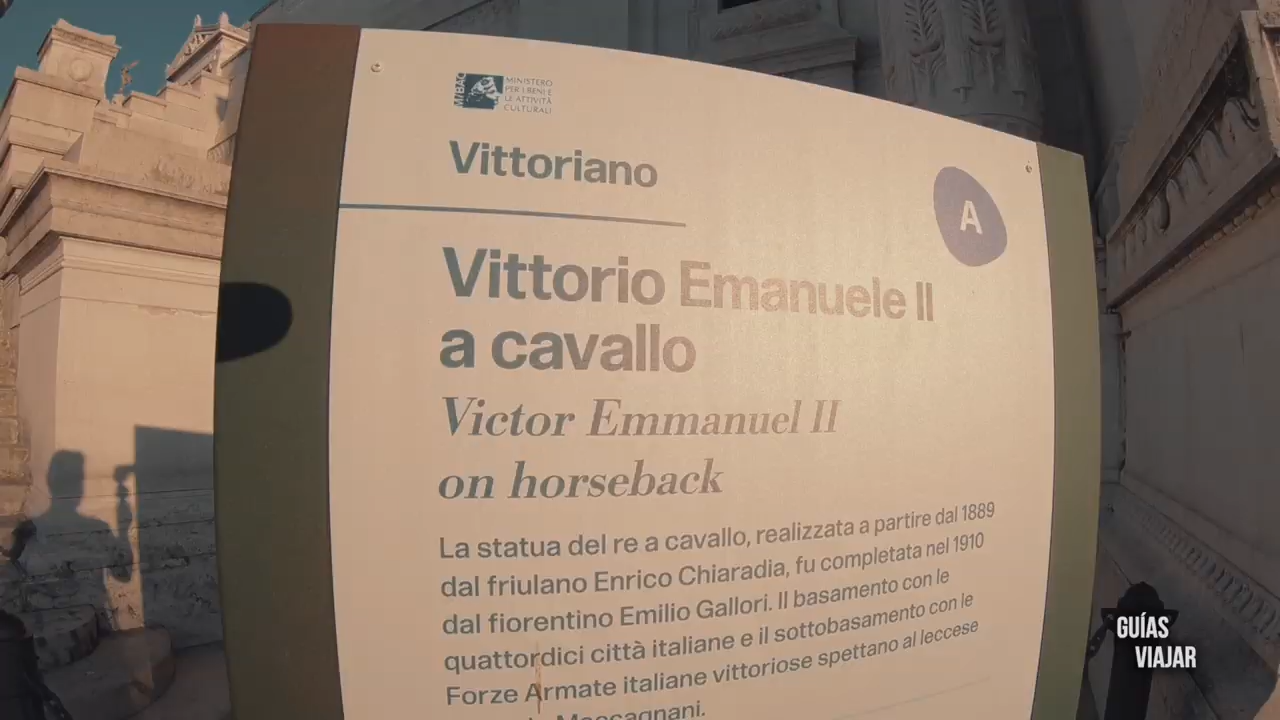 MiBAC
MINISTERO
PER I BENI E
LE ATTIVITÀ
CULTURALI
Vittoriano
A
Vittorio Emanuele II
a cavallo
Victor Emmanuel II
on horseback
La statua del re a cavallo, realizzata a partire dal 1889
dal friulano Enrico Chiaradia, fu completata nel 1910
dal fiorentino Emilio Gallori. Il basamento con le
quattordici città italiane e il sottobasamento con le
Forze Armate italiane vittoriose spettano al leccese
GUÍAS
VIAJAR